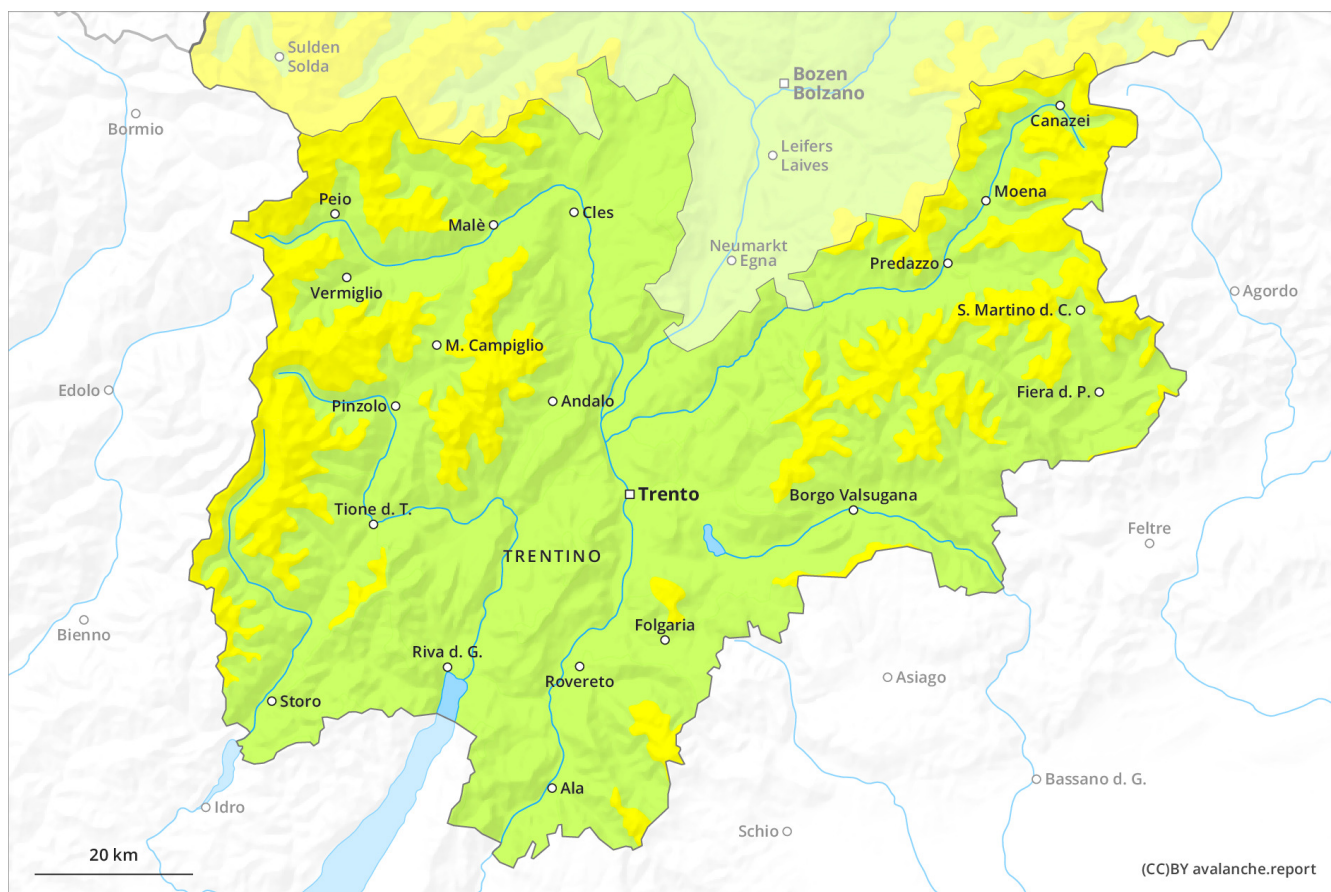 Sulden
Solda
Bozen
Bolzano
Canazei
Bormio
Leifers
Laives
Peio
Malè
Cles
Moena
Neumarkt
Egna
Predazzo
Vermiglio
Agordo
S. Martino d. C.
M. Campiglio
Edolo
Pinzolo
Andalo
Fiera d. P.
Trento
Borgo Valsugana
Tione d. T.
Feltre
TRENTINO
Bienno
Folgaria
Riva d. G.
Rovereto
Asiago
Storo
Bassano d. G.
Ala
Idro
Schio
20 km
(CC)BY avalanche.report